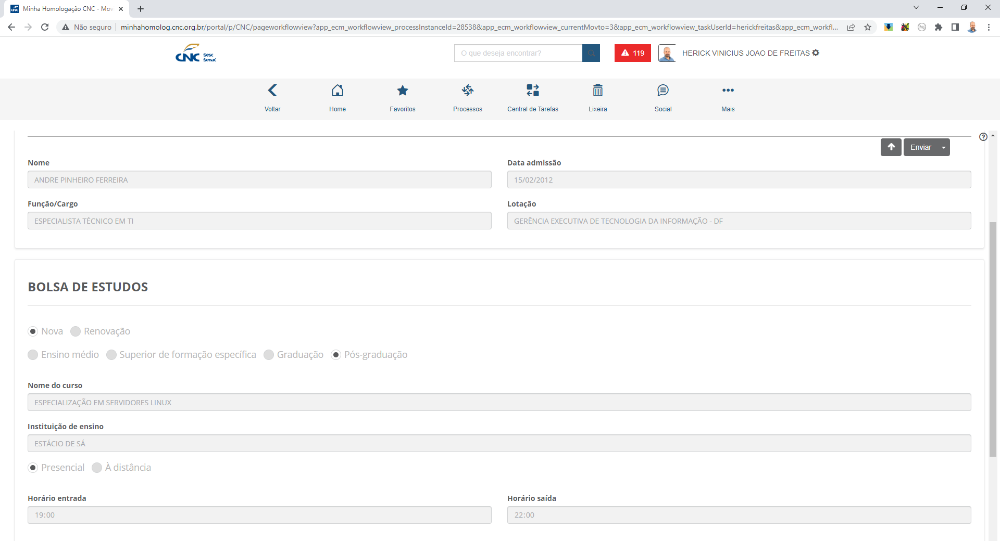 Minha Homologação CNC - Mov
Não seguro
minhahomolog.cnc.org.br/portal/p/CNC/pageworkflowview?app_ecm_workflowview_processInstanceId=28538&app_ecm_workflowview_currentMovto=3&app_ecm_workflowview_taskUserId=herickfreitas&app_ecm_workfl...
CNC Sesc
Senac
O que deseja encontrar?
119
HERICK VINICIUS JOAO DE FREITAS
Voltar
Home
Favoritos
Processos
Central de Tarefas
Lixeira
Social
Mais
Enviar
Nome
Data admissão
ANDRE PINHEIRO FERREIRA
15/02/2012
Função/Cargo
Lotação
ESPECIALISTA TÉCNICO EM TI
GERÊNCIA EXECUTIVA DE TECNOLOGIA DA INFORMAÇÃO - DF
BOLSA DE ESTUDOS
Nova Renovação
Ensino médio Superior de formação específica Graduação Pós-graduação
Nome do curso
ESPECIALIZAÇÃO EM SERVIDORES LINUX
Instituição de ensino
ESTÁCIO DE SÁ
Presencial À distância
Horário entrada
Horário saída
19:00
22:00